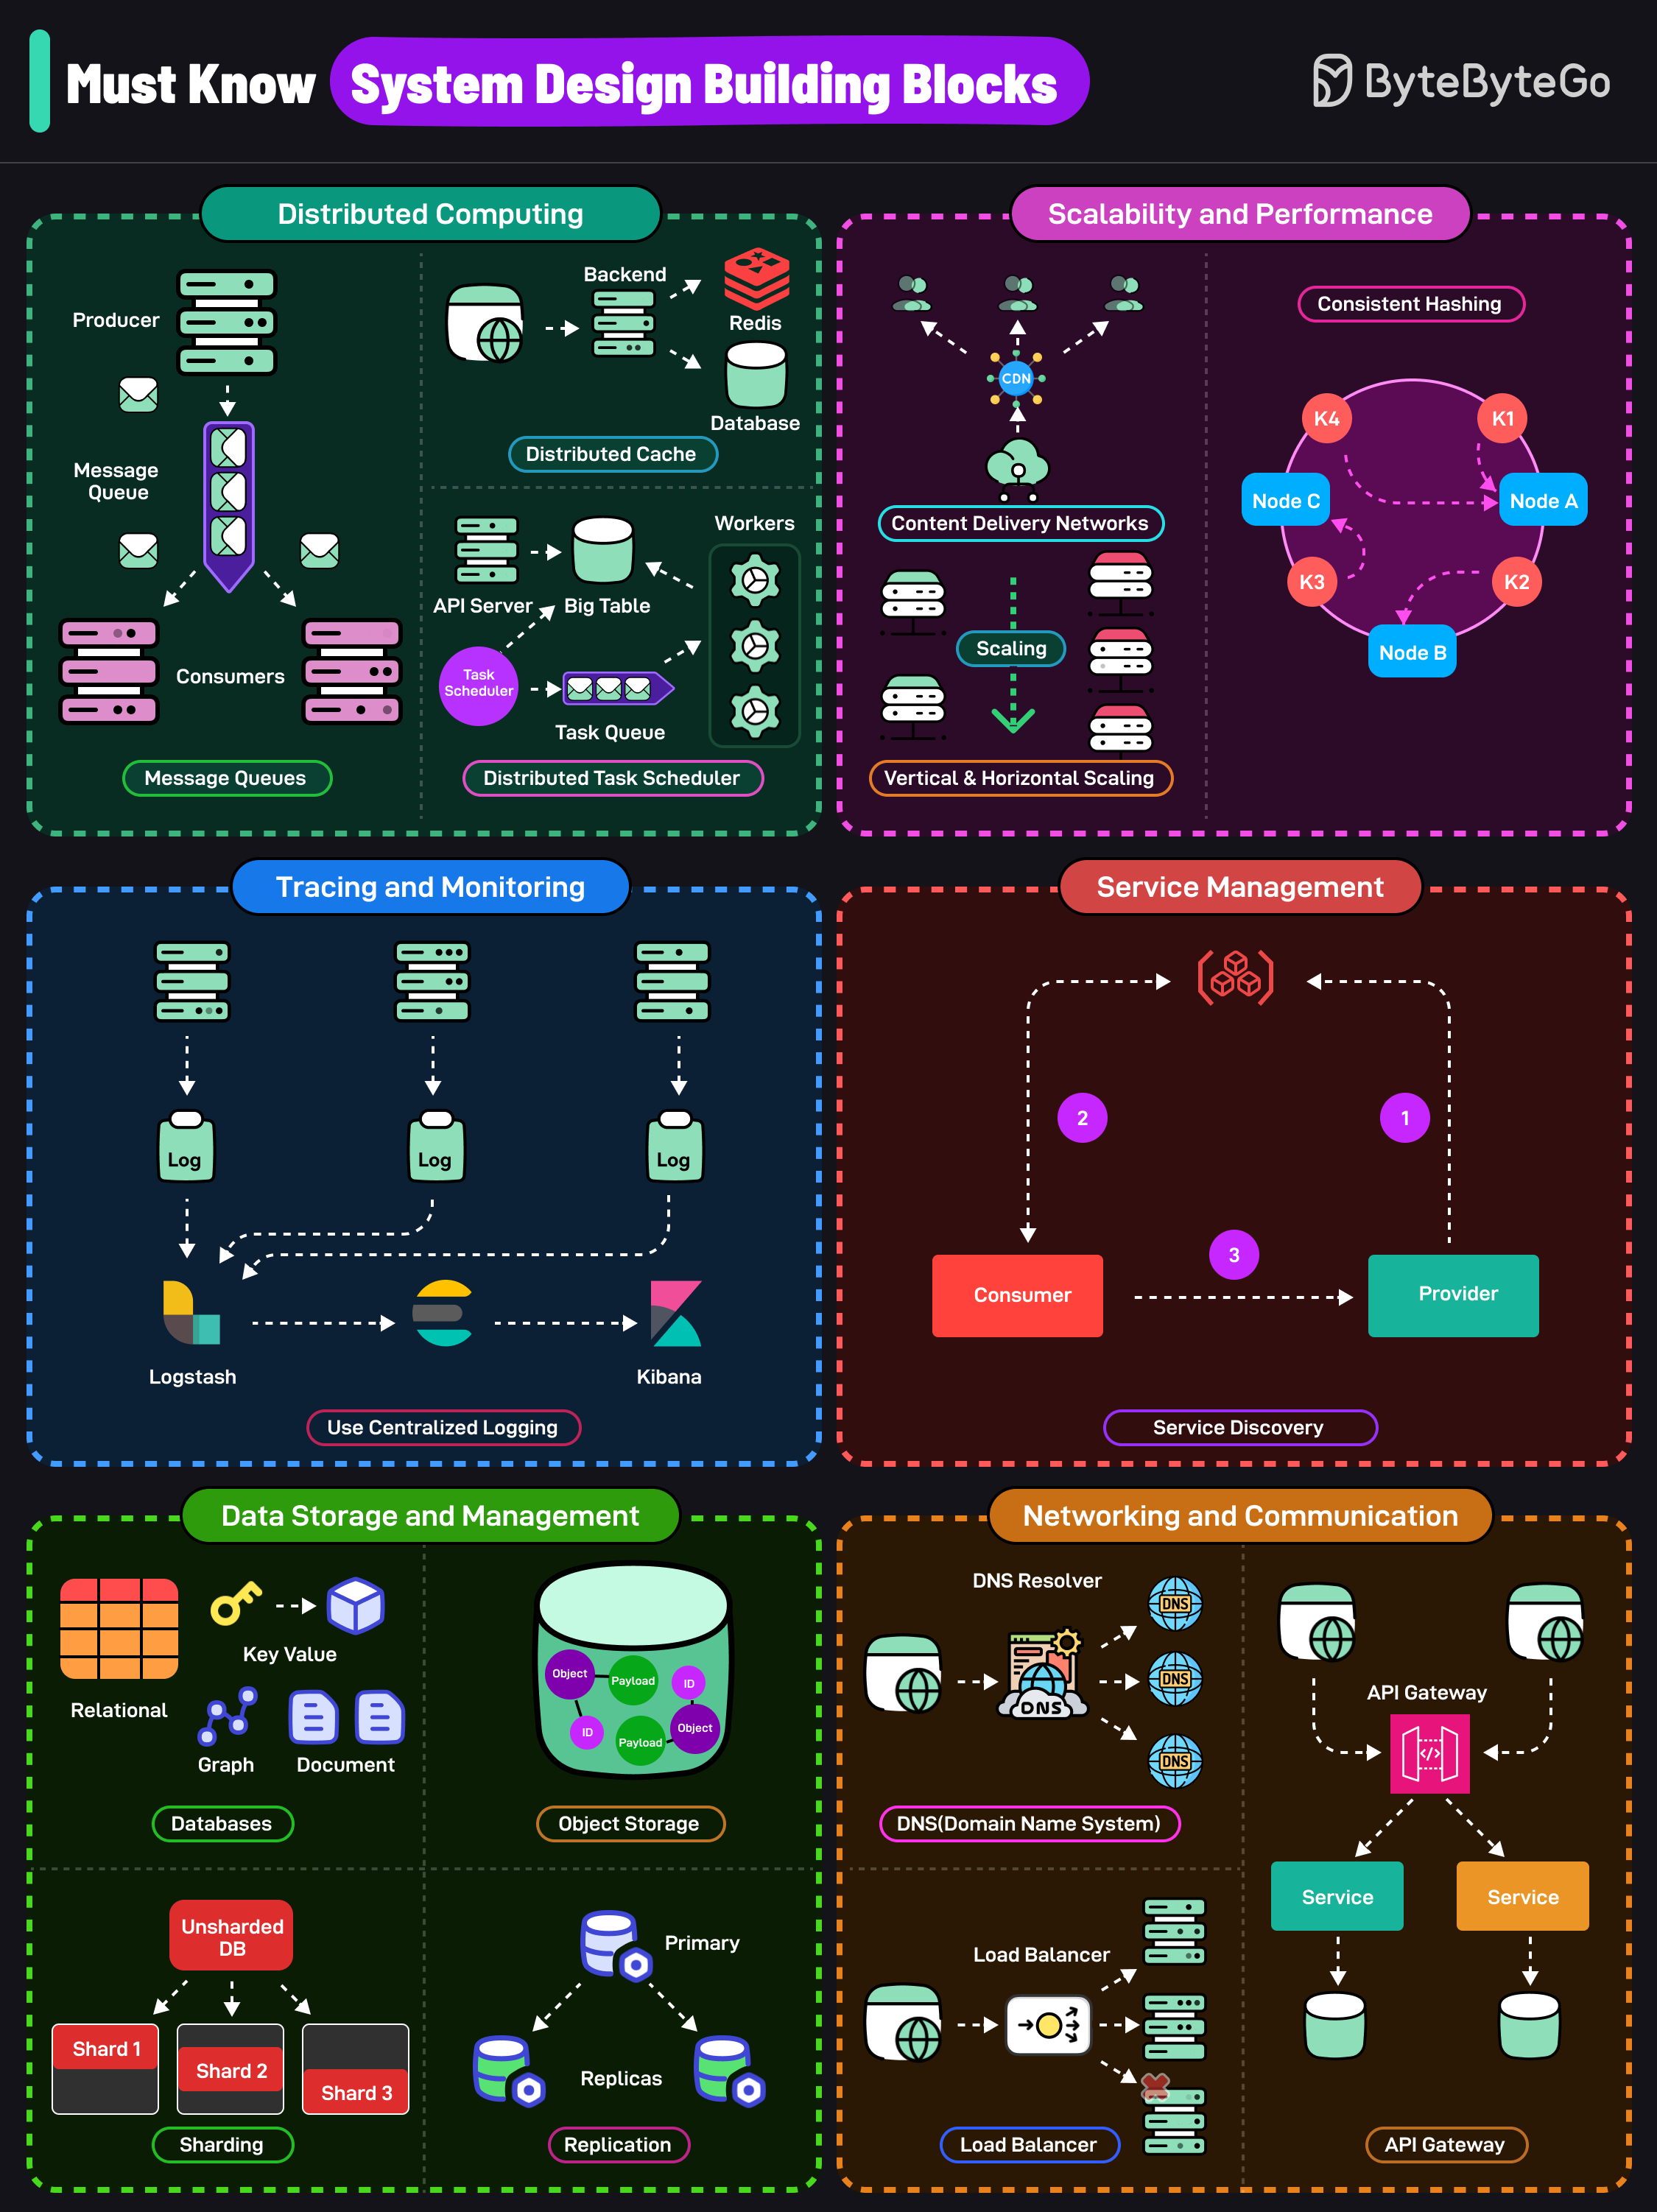 Must Know System Design Building Blocks
ByteByteGo
Distributed Computing
Producer
Message
Queue
Consumers
Message Queues
Backend
Redis
Database
Distributed Cache
Workers
API Server
Big Table
Task
Scheduler
Task Queue
Distributed Task Scheduler
Scalability and Performance
CDN
Content Delivery Networks
Scaling
Vertical & Horizontal Scaling
Consistent Hashing
K4
K1
Node C
Node A
K3
K2
Node B
Tracing and Monitoring
Log
Log
Log
Logstash
Kibana
Use Centralized Logging
Service Management
2
1
3
Consumer
Provider
Service Discovery
Data Storage and Management
Key Value
Relational
Graph
Document
Databases
Object
Payload
ID
ID
Payload
Object
Object Storage
Unsharded
DB
Shard 1
Shard 2
Shard 3
Sharding
Primary
Replicas
Replication
Networking and Communication
DNS Resolver
DNS
DNS
DNS
DNS
DNS(Domain Name System)
Load Balancer
Load Balancer
API Gateway
</>
Service
Service
API Gateway